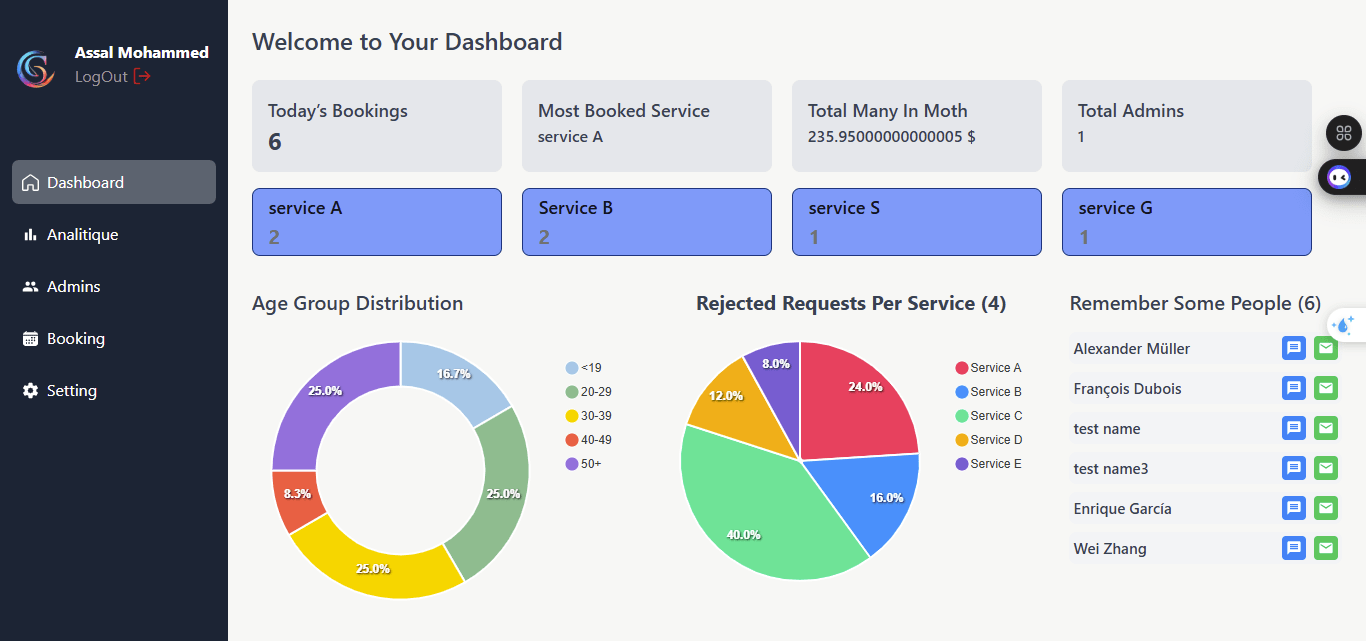 Assal Mohammed
LogOut
Dashboard
Analitique
Admins
Booking
Setting
Welcome to Your Dashboard
Today's Bookings
6
Most Booked Service
service A
Total Many In Moth
235.95000000000005 $
Total Admins
1
service A
2
Service B
2
service S
1
service G
1
Age Group Distribution
16.7%
25.0%
25.0%
8.3%
25.0%
<19
20-29
30-39
40-49
50+
Rejected Requests Per Service (4)
24.0%
16.0%
40.0%
12.0%
8.0%
Service A
Service B
Service C
Service D
Service E
Remember Some People (6)
Alexander Müller
François Dubois
test name
test name3
Enrique García
Wei Zhang